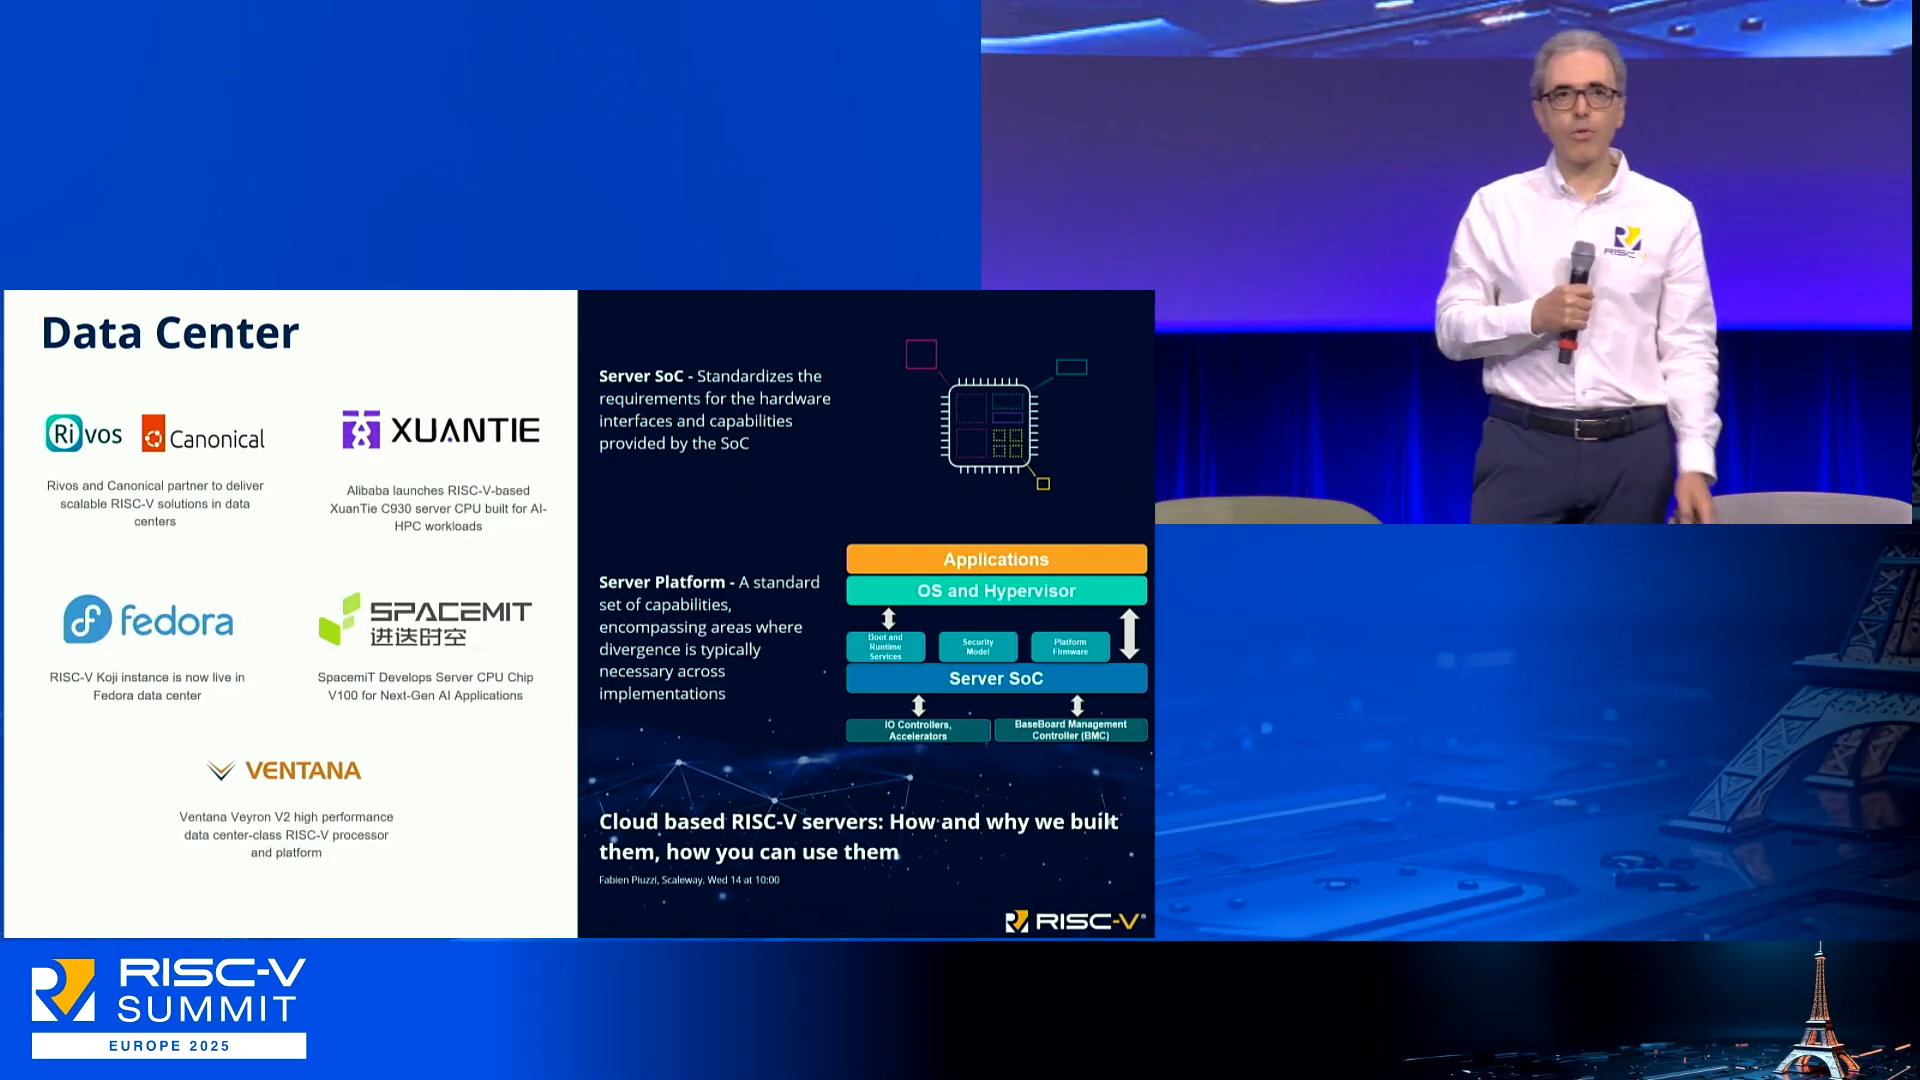 Data Center
Rivos Canonical
Rivos and Canonical partner to deliver
scalable RISC-V solutions in data
centers
XUANTIE
Alibaba launches RISC-V-based
XuanTie C930 server CPU built for AI-
HPC workloads
fedora
RISC-V Koji instance is now live in
Fedora data center
SPACEMIT
进迭时空
SpacemiT Develops Server CPU Chip
V100 for Next-Gen AI Applications
VENTANA
Ventana Veyron V2 high performance
data center-class RISC-V processor
and platform
Server SoC - Standardizes the
requirements for the hardware
interfaces and capabilities
provided by the SoC
Server Platform - A standard
set of capabilities,
encompassing areas where
divergence is typically
necessary across
implementations
Applications
OS and Hypervisor
Boot and
Runtime
Services
Security
Model
Platform
Firmware
Server SoC
IO Controllers,
Accelerators
BaseBoard Management
Controller (BMC)
Cloud based RISC-V servers: How and why we built
them, how you can use them
Fabien Piuzzi, Scaleway, Wed 14 at 10:00
RISC-V®
RISC-V
RISC-V
SUMMIT
EUROPE 2025